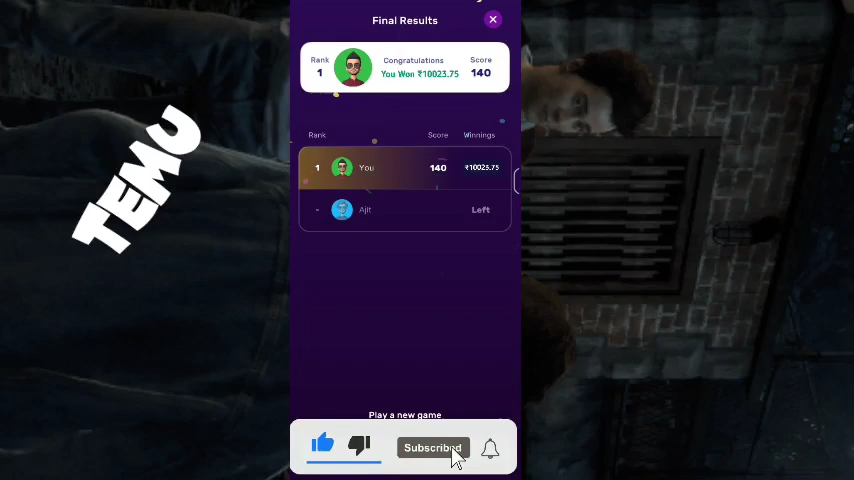 Final Results
Rank
1
Congratulations
You Won ₹10023.75
Score
140
TEMU
Rank Score Winnings
1 You 140 ₹10023.75
- Ajit Left
Play a new game
Subscribed